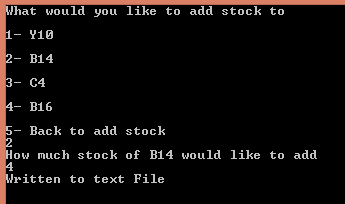 What would you like to add stock to
1- Y10
2- B14
3- C4
4- B16
5- Back to add stock
2
How much stock of B14 would like to add
4
Written to text File